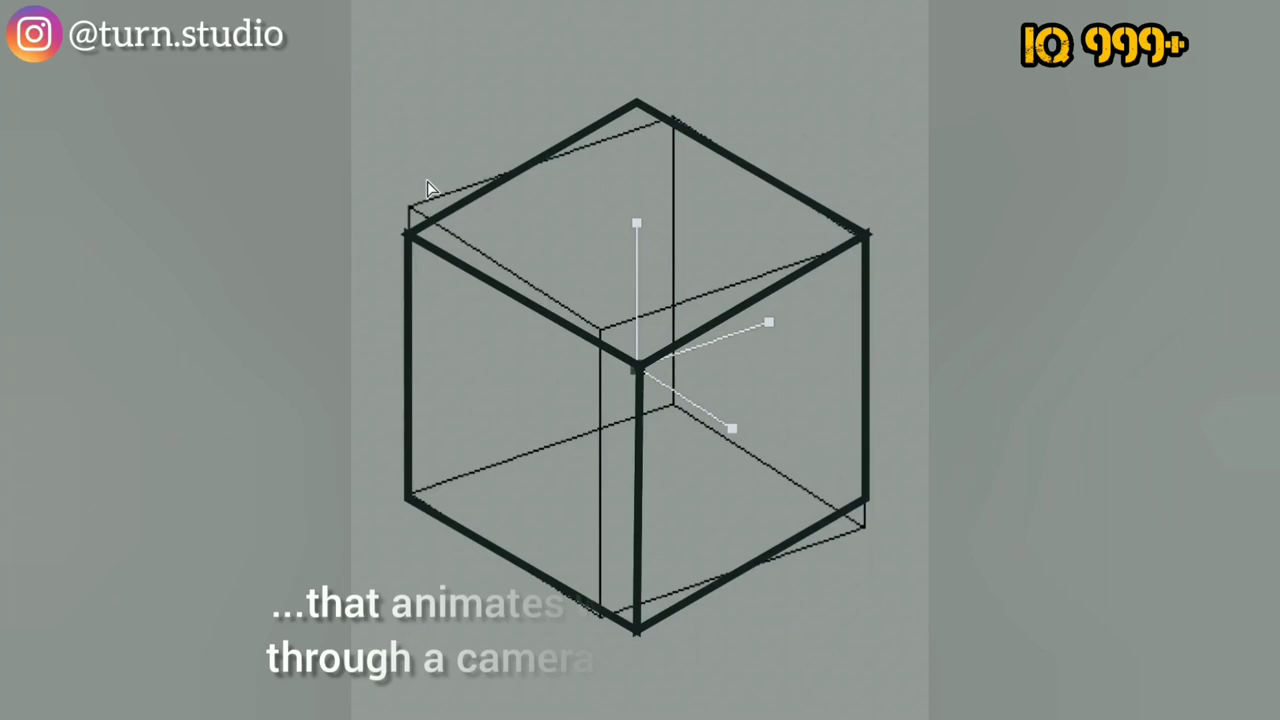 @turn.studio
IQ 999+
...that animates
through a camera